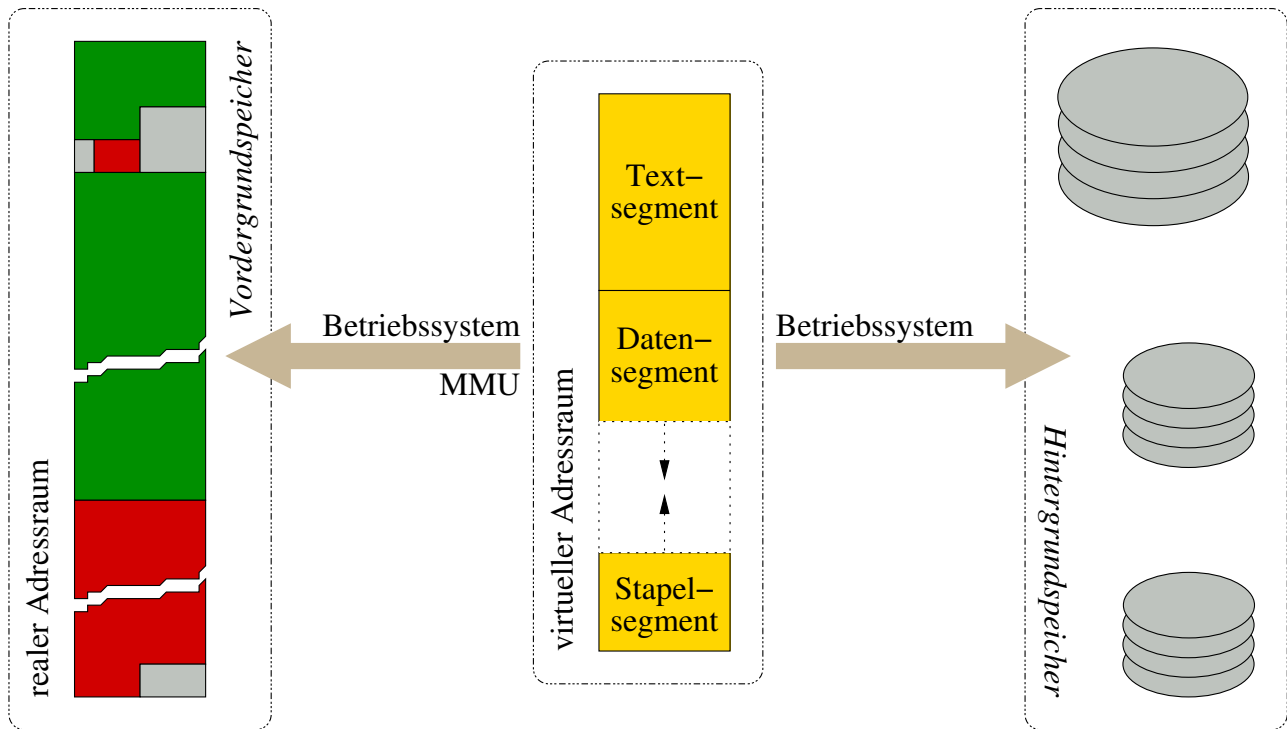 realer Adressraum
Vordergrundspeicher
Betriebssystem
MMU
virtueller Adressraum
Text–
segment
Daten–
segment
Stapel–
segment
Betriebssystem
Hintergrundspeicher